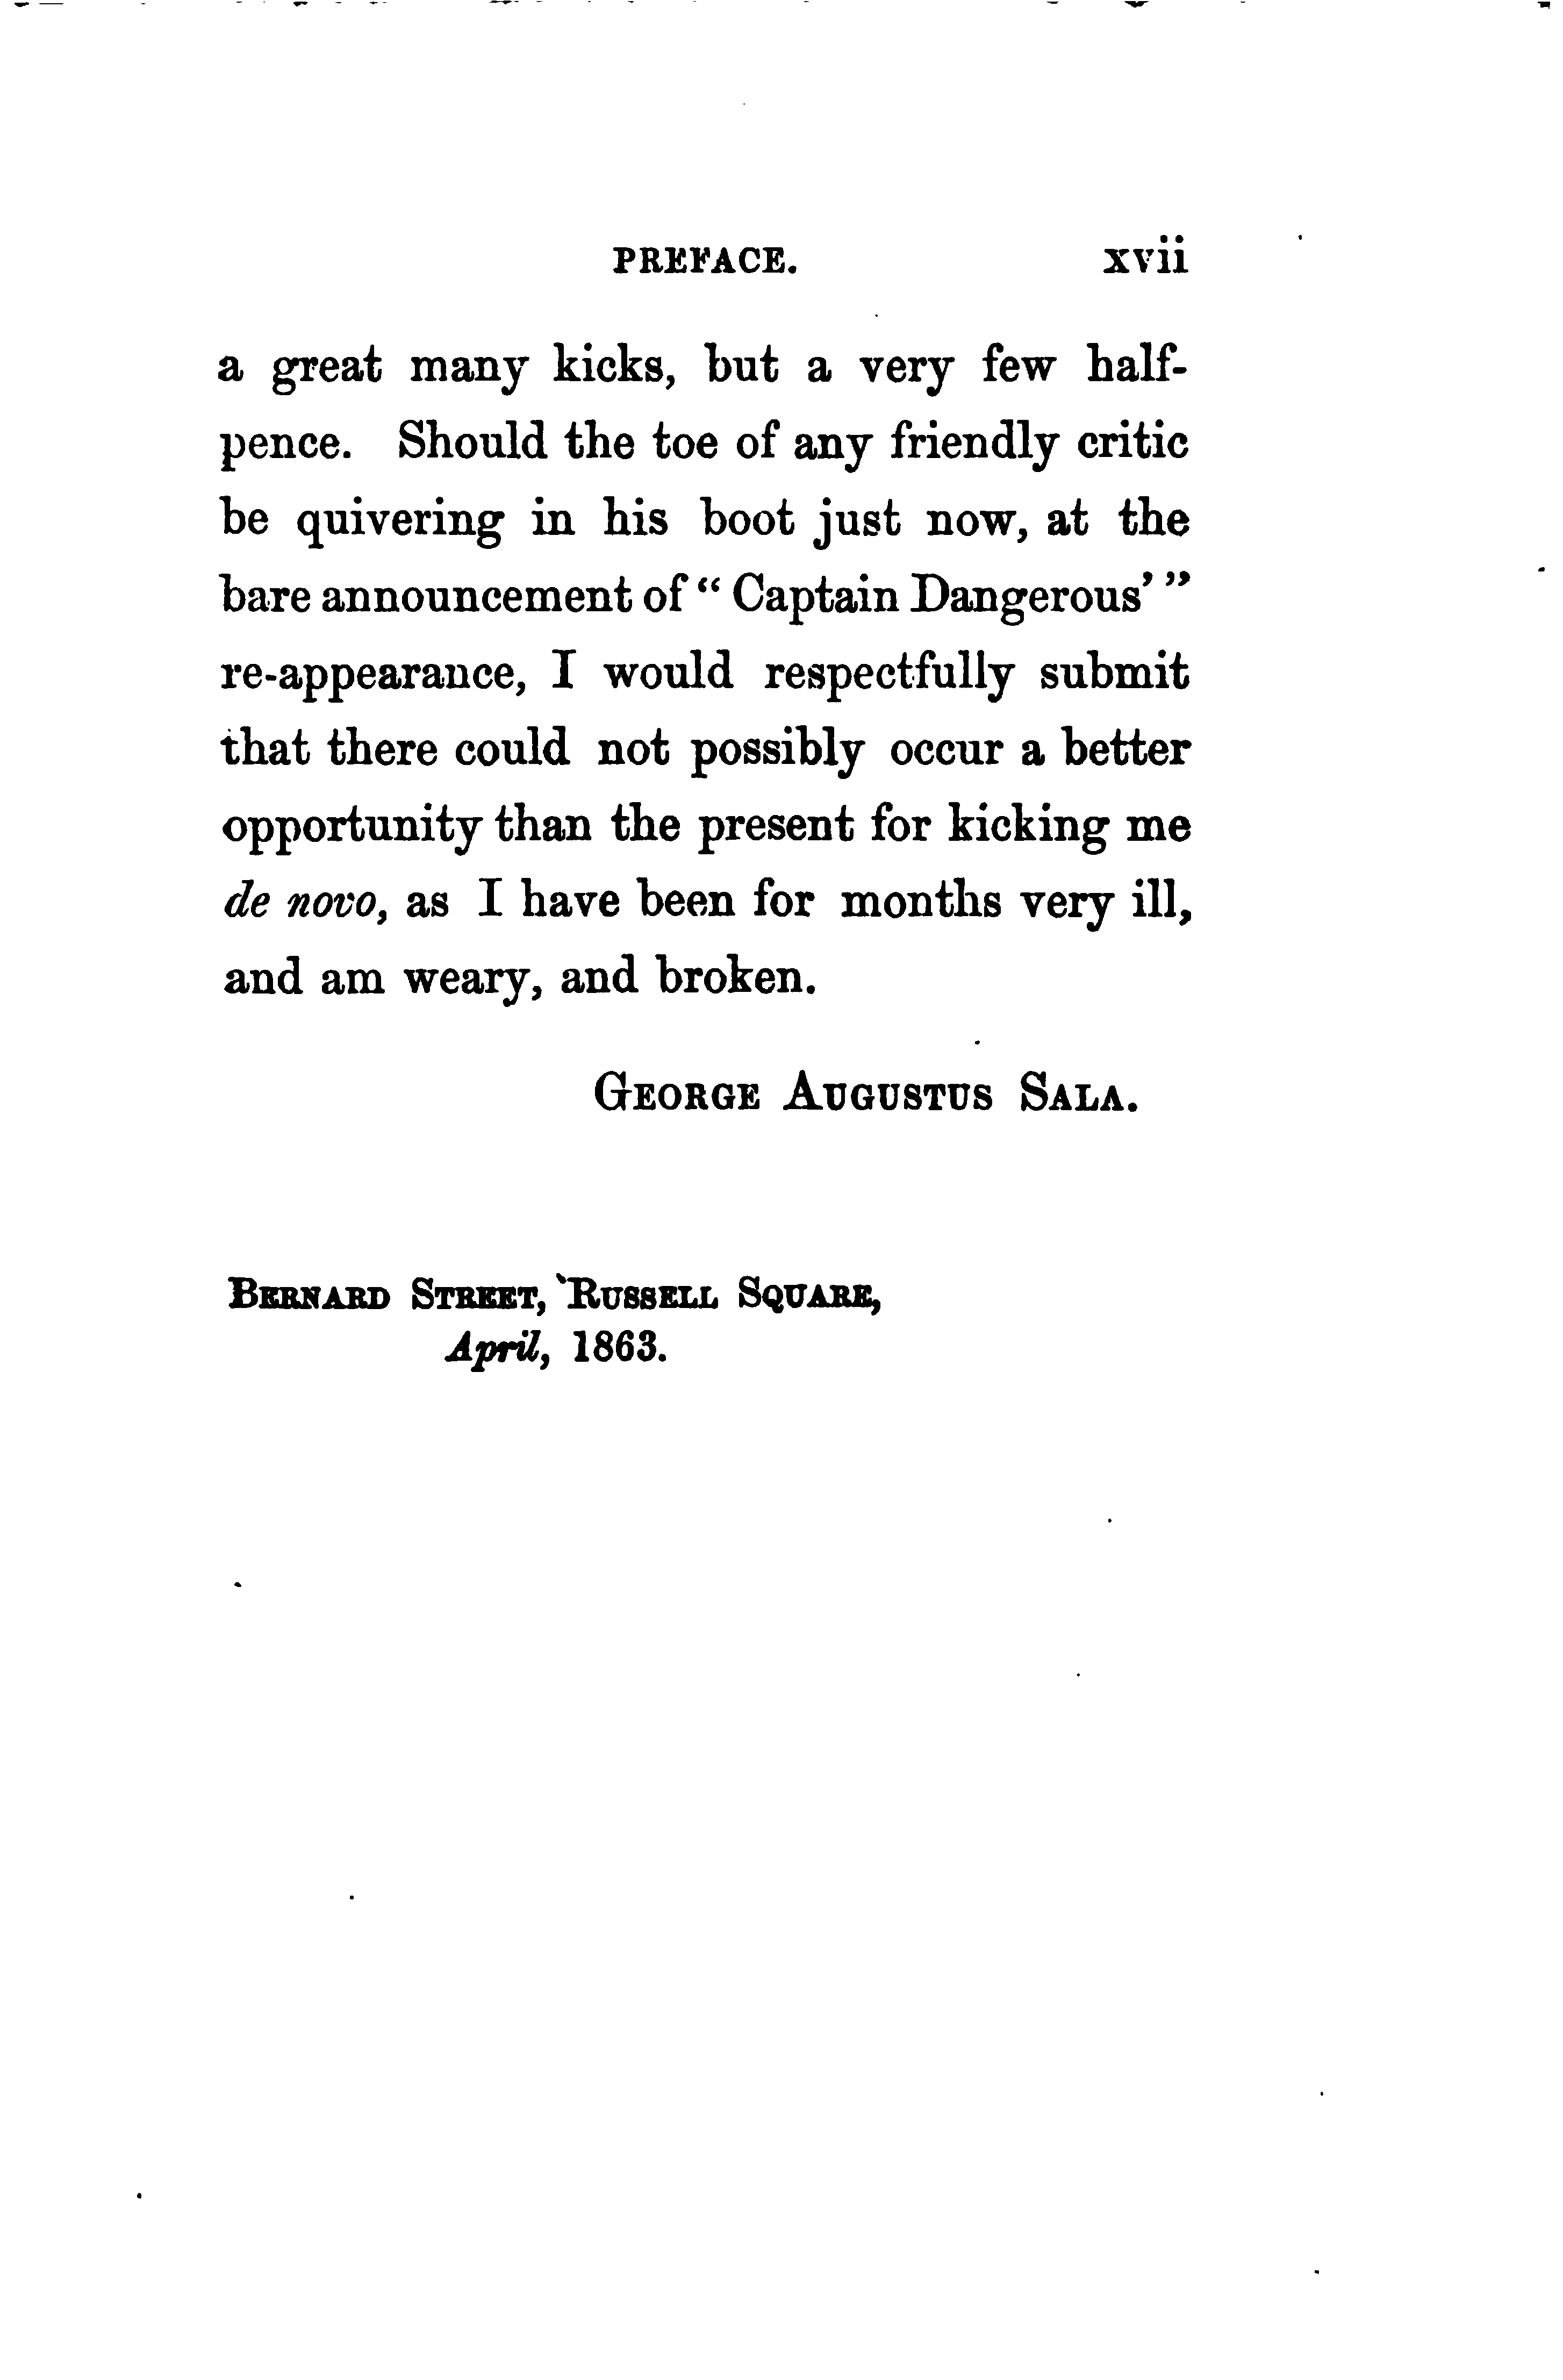 PREFACE. xvii
a great many kicks, but a very few half-
pence. Should the toe of any friendly critic
be quivering in his boot just now, at the
bare announcement of “ Captain Dangerous’ ”
re-appearance, I would respectfully submit
that there could not possibly occur a better
opportunity than the present for kicking me
de novo, as I have been for months very ill,
and am weary, and broken.
George Augustus Sala.
Bernard Street, Russell Square,
April, 1863.